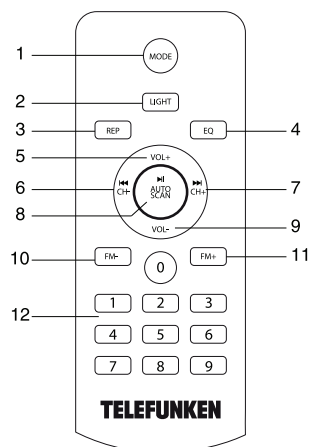 1 MODE
2 LIGHT
3 REP EQ 4
5 VOL+
6 CH- AUTO SCAN CH+ 7
8
VOL- 9
10 FM- 0 FM+ 11
12 1 2 3
4 5 6
7 8 9
TELEFUNKEN